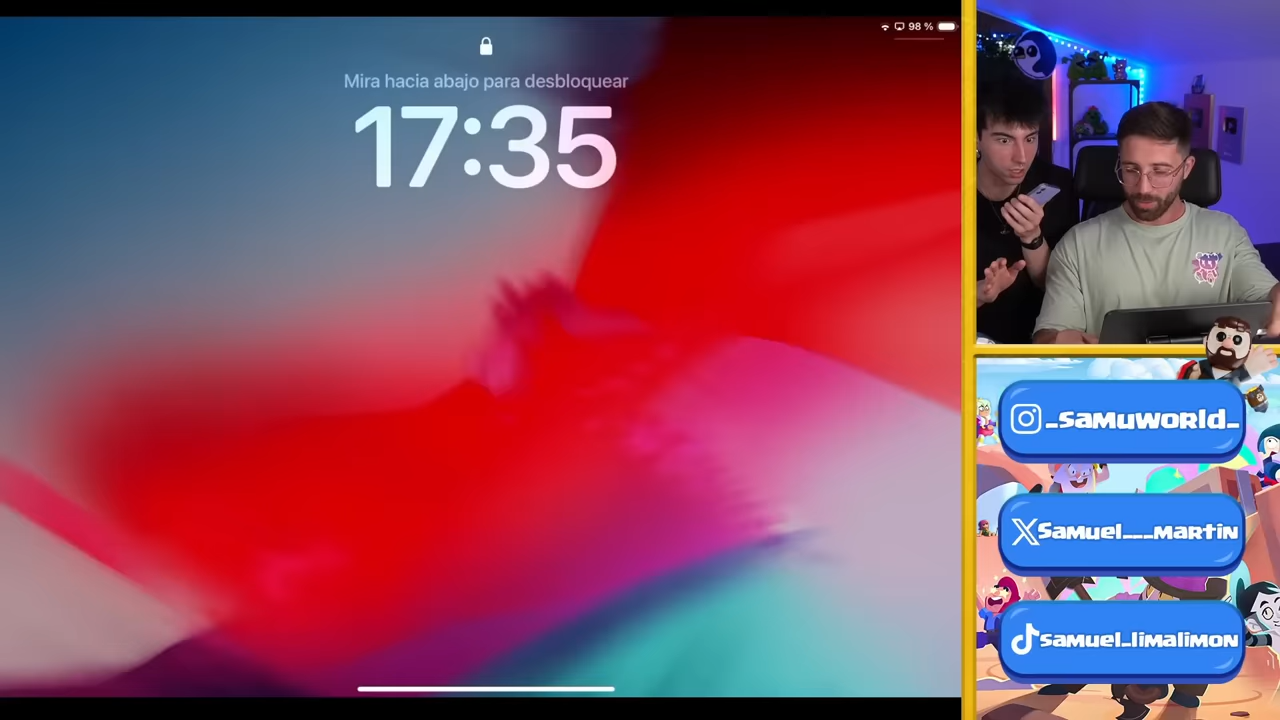 98 %
Mira hacia abajo para desbloquear
17:35
_SAMUWORLD_
SAMUEL___MARTIN
SAMUEL_LIMALIMON